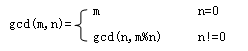 m n=0
gcd(m,n)=
gcd(n,m%n) n!=0